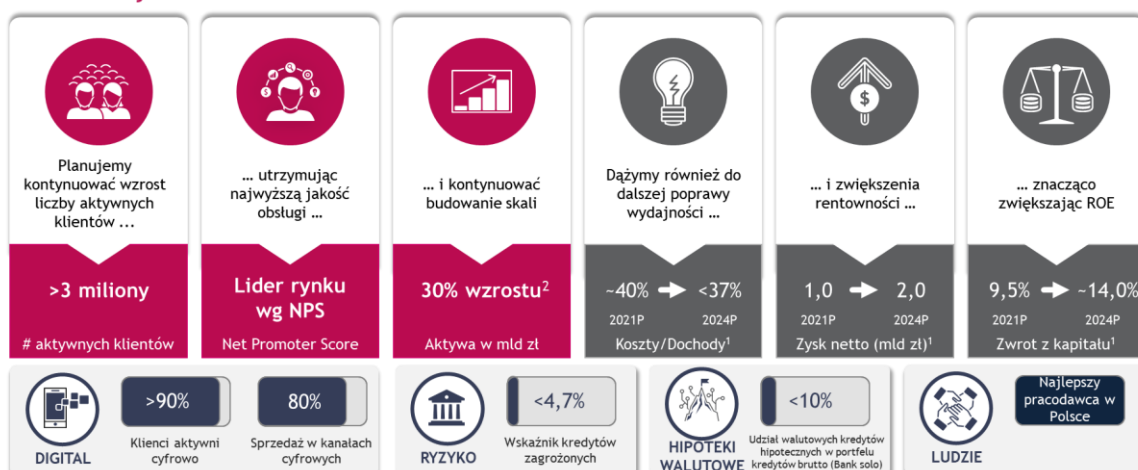 Planujemy
kontynuować wzrost
liczby aktywnych
klientów ...
>3 miliony
# aktywnych klientów
... utrzymując
najwyższą jakość
obsługi ...
Lider rynku
wg NPS
Net Promoter Score
... i kontynuować
budowanie skali
30% wzrostu²
Aktywa w mld zł
Dążymy również do
dalszej poprawy
wydajności ...
~40% <37%
2021P 2024P
Koszty/Dochody¹
... i zwiększenia
rentowności ...
1,0 2,0
2021P 2024P
Zysk netto (mld zł)¹
... znacząco
zwiększając ROE
9,5% ~14,0%
2021P 2024P
Zwrot z kapitału¹
DIGITAL
>90%
Klienci aktywni
cyfrowo
80%
Sprzedaż w kanałach
cyfrowych
RYZYKO
<4,7%
Wskaźnik kredytów
zagrożonych
HIPOTEKI
WALUTOWE
<10%
Udział walutowych kredytów
hipotecznych w portfelu
kredytów brutto (Bank solo)
LUDZIE
Najlepszy
pracodawca w
Polsce